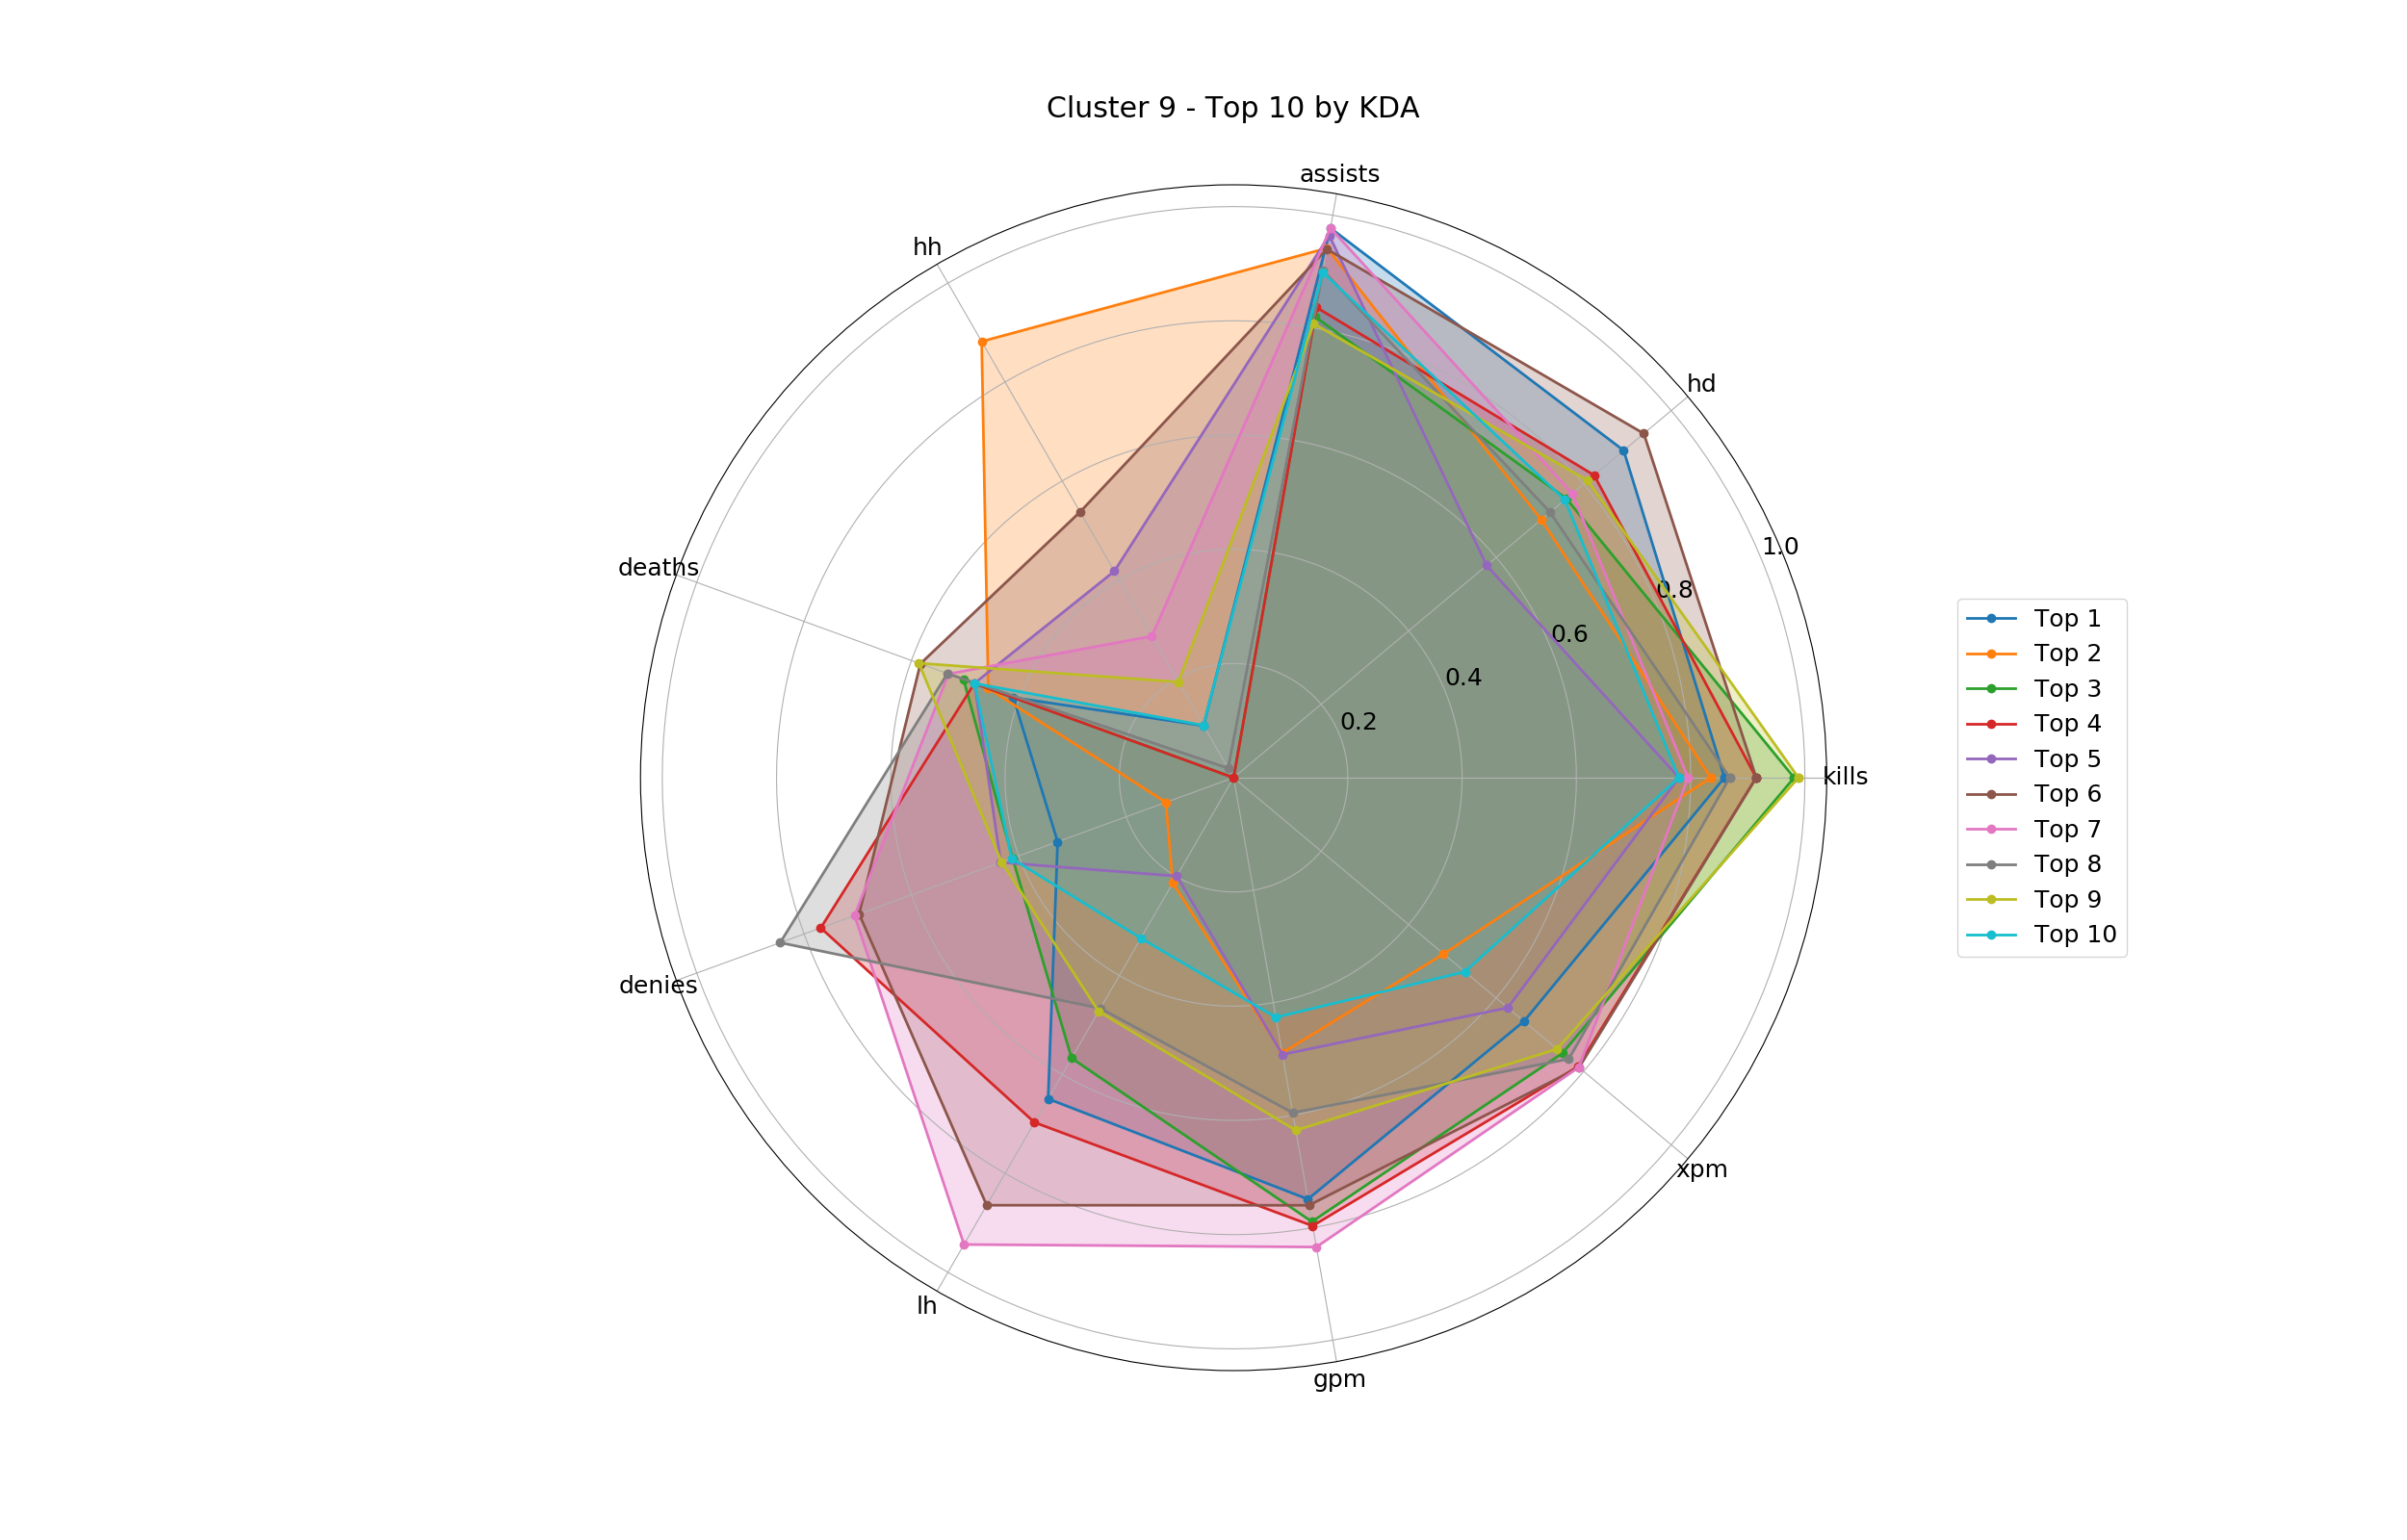 Cluster 9 - Top 10 by KDA
assists
hh
hd
deaths
1.0
0.8
0.6
0.4
0.2
kills
denies
xpm
lh
gpm
Top 1
Top 2
Top 3
Top 4
Top 5
Top 6
Top 7
Top 8
Top 9
Top 10